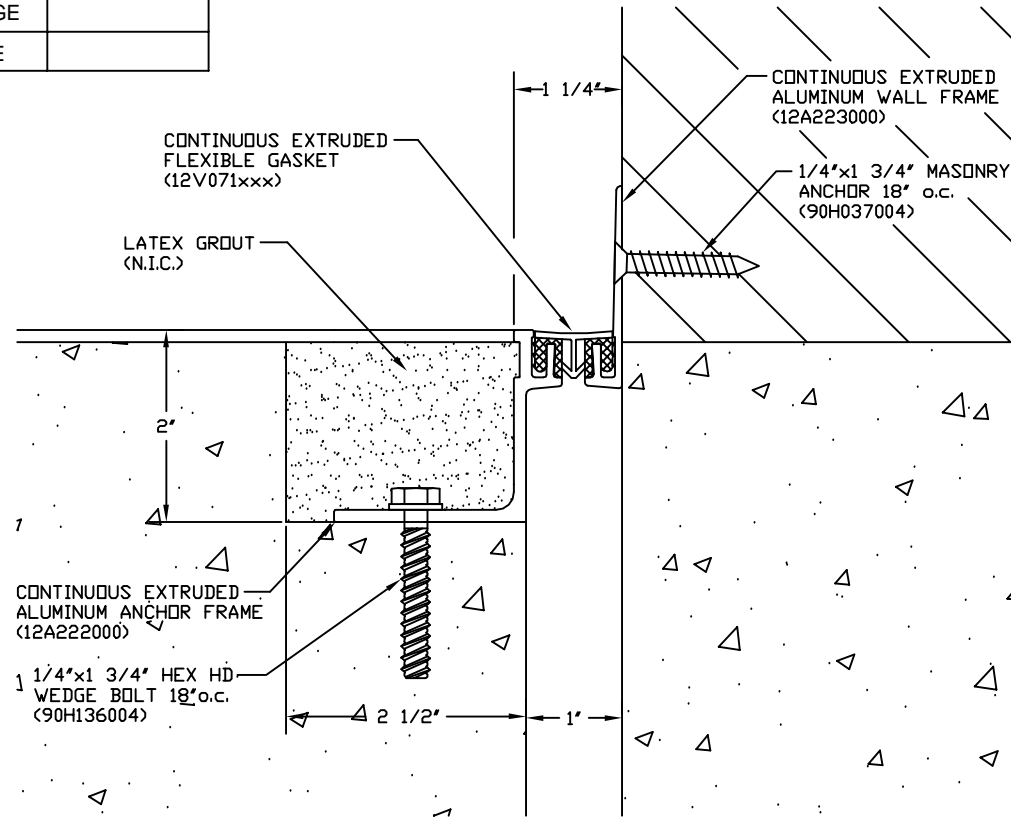 GE
E
1 1/4"
CONTINUOUS EXTRUDED
ALUMINUM WALL FRAME
(12A223000)
CONTINUOUS EXTRUDED
FLEXIBLE GASKET
(12V071xxx)
1/4"x1 3/4" MASONRY
ANCHOR 18" o.c.
(90H037004)
LATEX GROUT
(N.I.C.)
2"
1
CONTINUOUS EXTRUDED
ALUMINUM ANCHOR FRAME
(12A222000)
1/4"x1 3/4" HEX HD
WEDGE BOLT 18"o.c.
(90H136004)
2 1/2"
1"